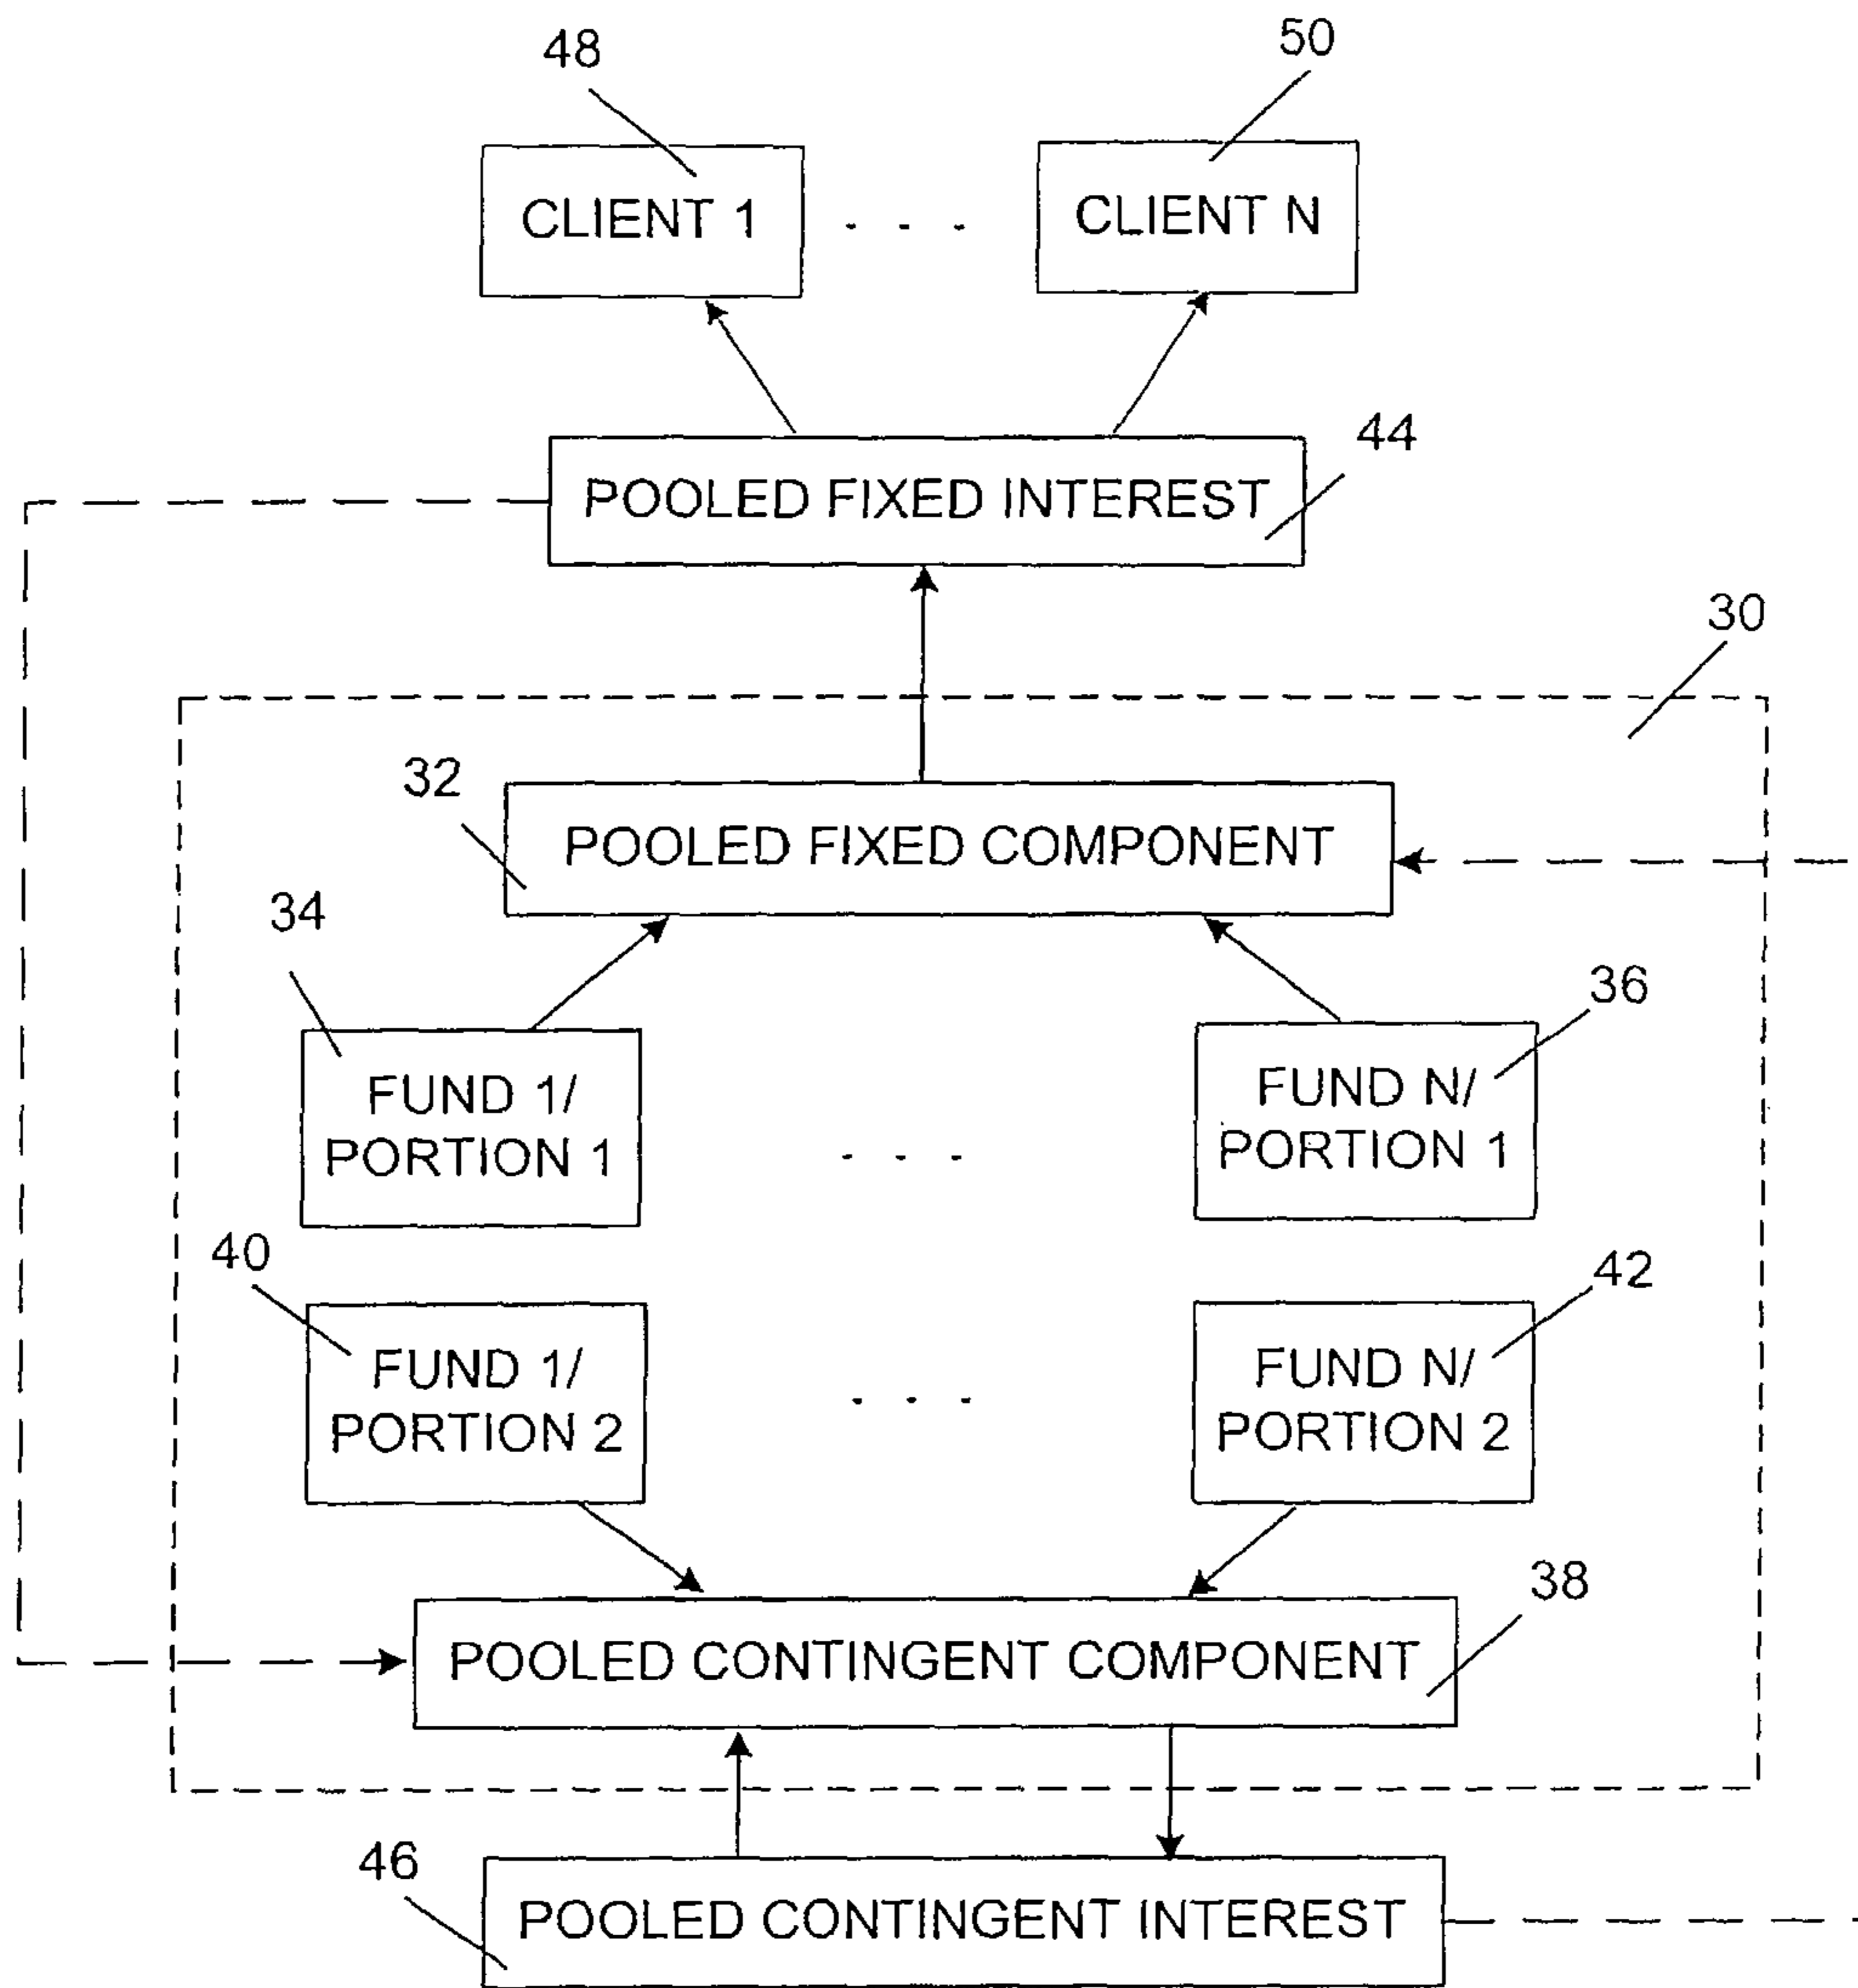 48
50
CLIENT 1
. . .
CLIENT N
44
POOLED FIXED INTEREST
30
32
POOLED FIXED COMPONENT
34
36
FUND 1/
PORTION 1
. . .
FUND N/
PORTION 1
40
42
FUND 1/
PORTION 2
. . .
FUND N/
PORTION 2
38
POOLED CONTINGENT COMPONENT
46
POOLED CONTINGENT INTEREST